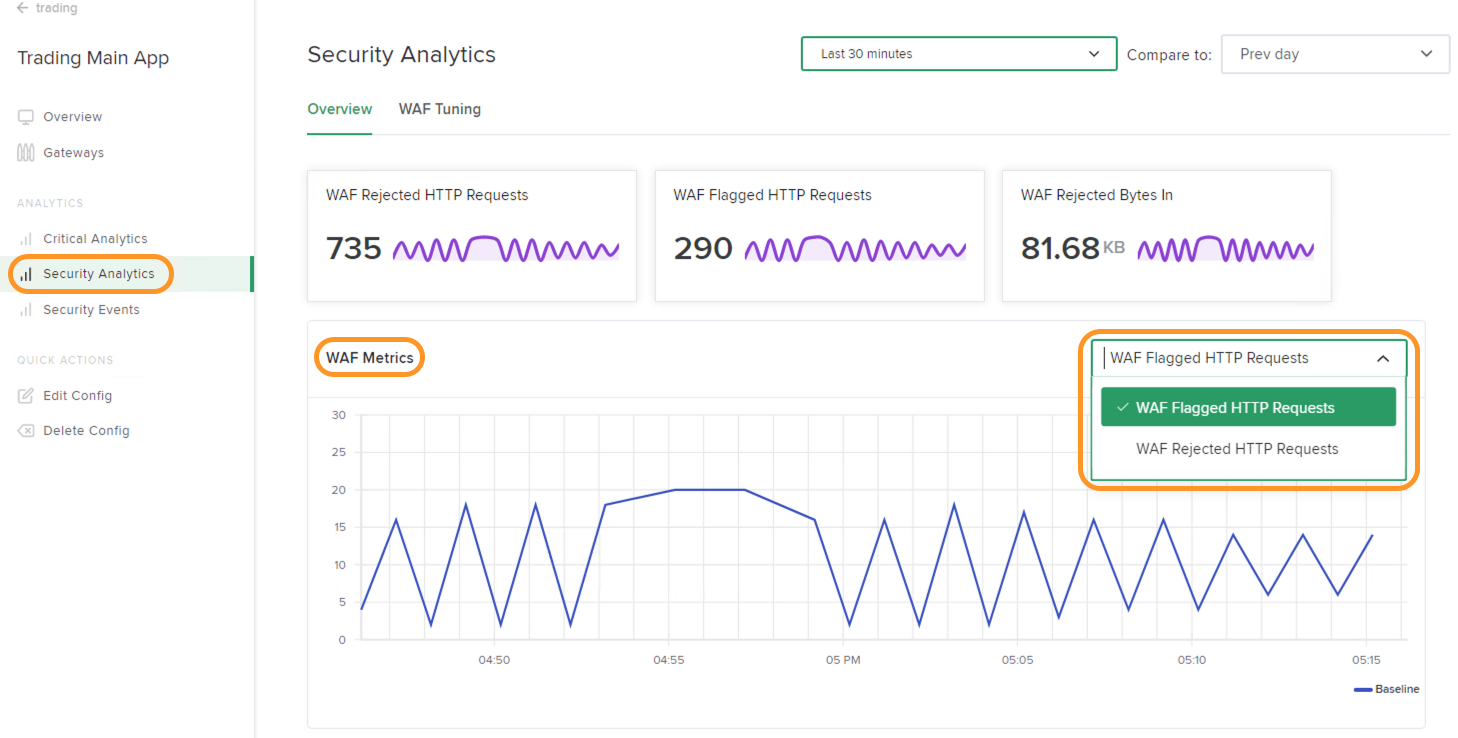 trading
Trading Main App
Overview
Gateways
ANALYTICS
Critical Analytics
Security Analytics
Security Events
QUICK ACTIONS
Edit Config
Delete Config
Security Analytics
Last 30 minutes
Compare to:
Prev day
Overview
WAF Tuning
WAF Rejected HTTP Requests
735
WAF Flagged HTTP Requests
290
WAF Rejected Bytes In
81.68 KB
WAF Metrics
WAF Flagged HTTP Requests
WAF Flagged HTTP Requests
WAF Rejected HTTP Requests
30
25
20
15
10
5
0
04:50
04:55
05 PM
05:05
05:10
05:15
Baseline